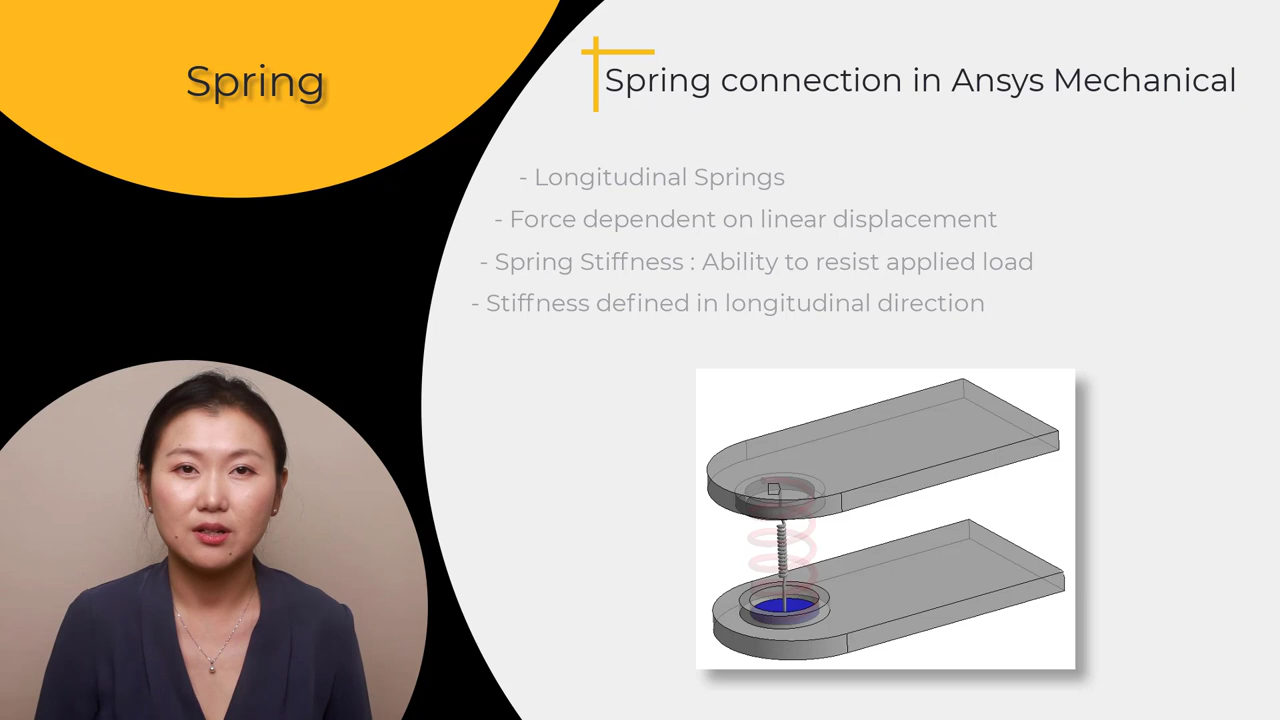 Spring
Spring connection in Ansys Mechanical
- Longitudinal Springs
- Force dependent on linear displacement
- Spring Stiffness : Ability to resist applied load
- Stiffness defined in longitudinal direction